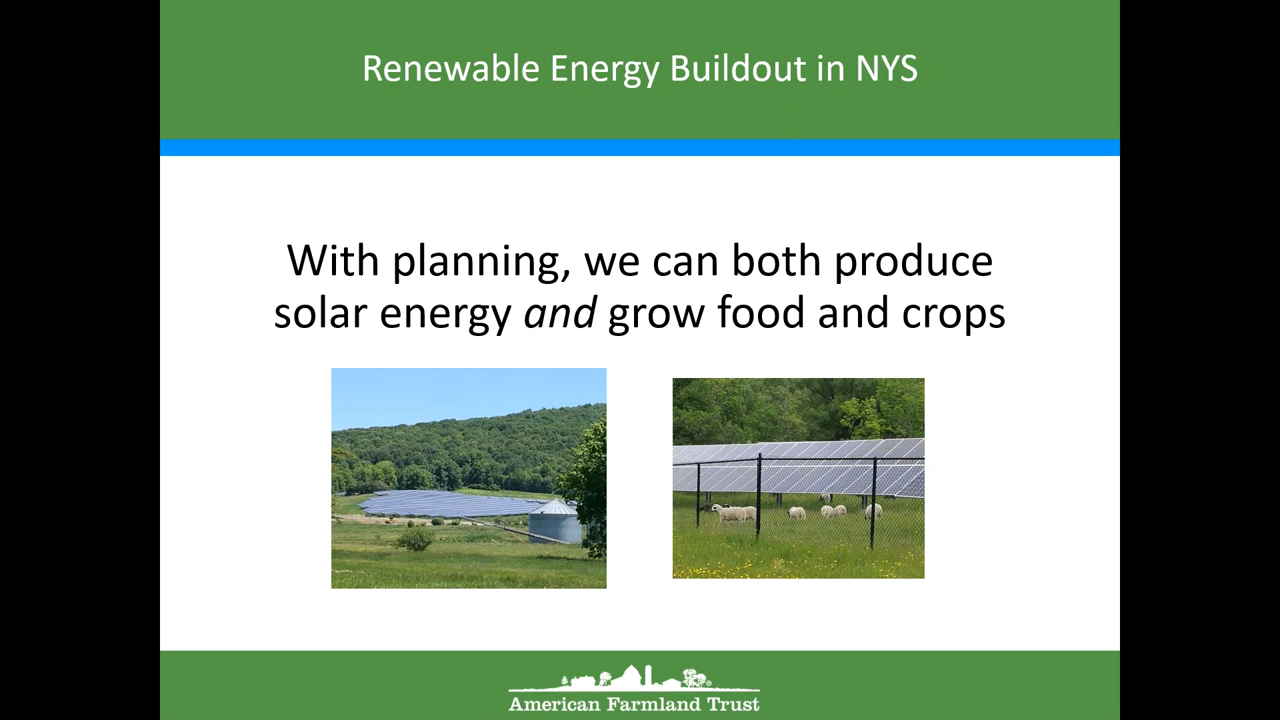 Renewable Energy Buildout in NYS
With planning, we can both produce
solar energy and grow food and crops
American Farmland Trust